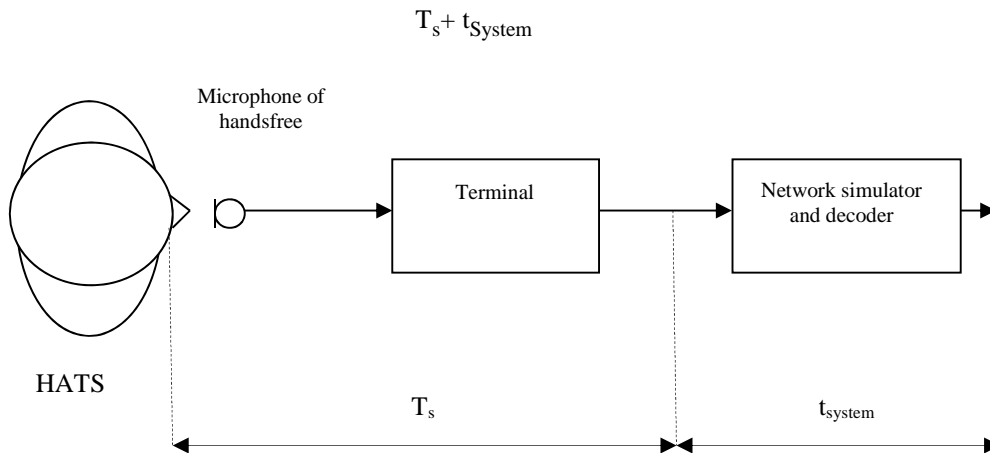 Ts+ tSystem
Microphone of
handsfree
Terminal
Network simulator
and decoder
HATS
Ts
tsystem